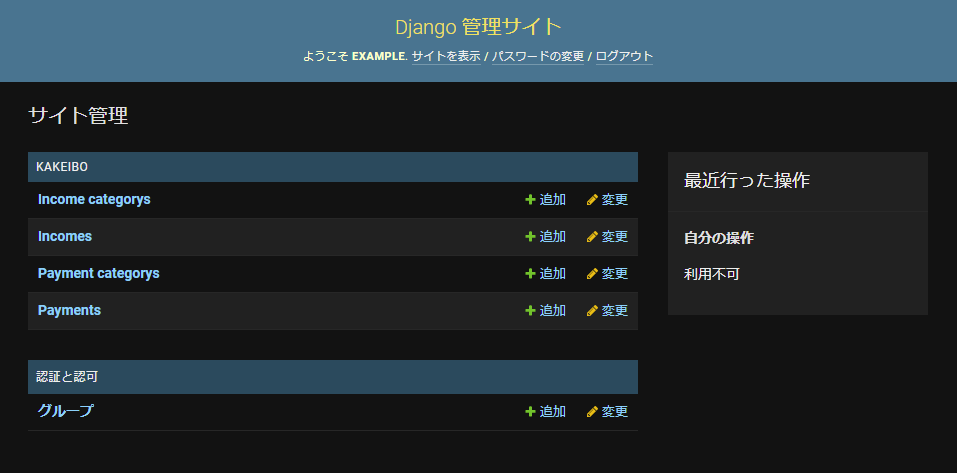 Django 管理サイト
ようこそ EXAMPLE. サイトを表示 / パスワードの変更 / ログアウト
サイト管理
KAKEIBO
Income categorys 追加 変更
Incomes 追加 変更
Payment categorys 追加 変更
Payments 追加 変更
認証と認可
グループ 追加 変更
最近行った操作
自分の操作
利用不可